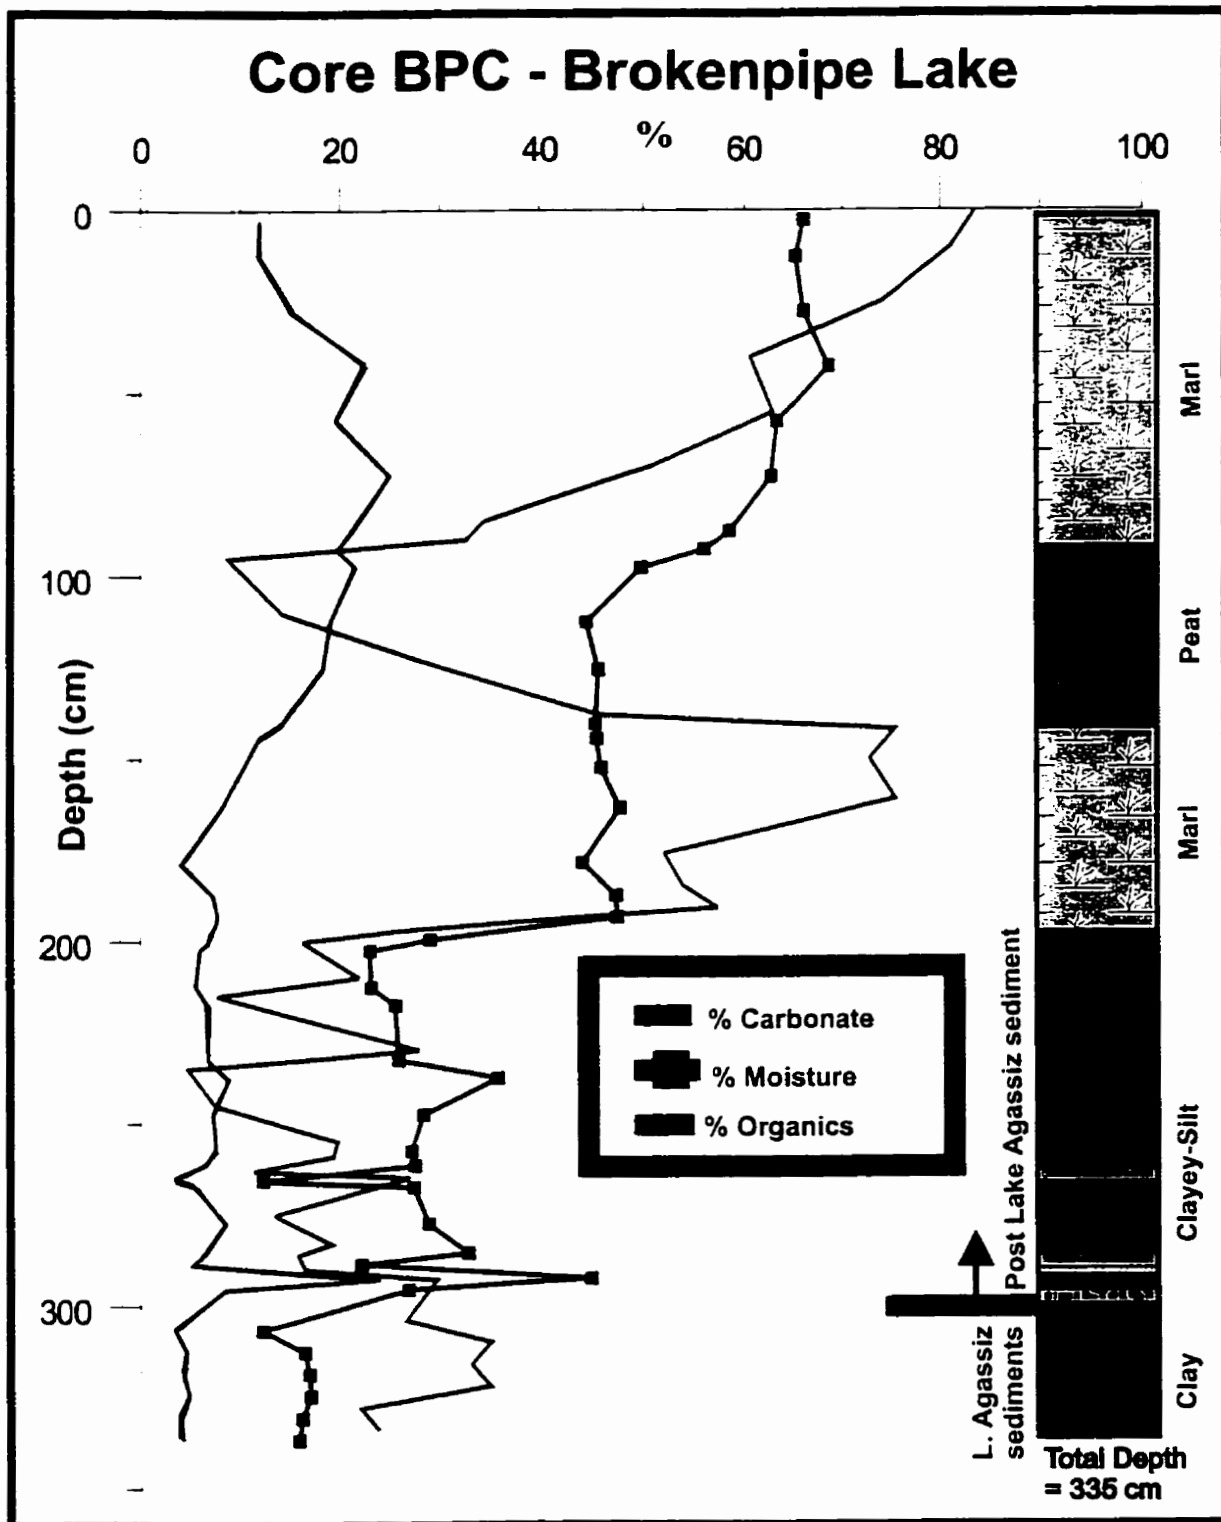 Core BPC - Brokenpipe Lake
%
0 20 40 60 80 100
0
100
200
300
Depth (cm)
% Carbonate
% Moisture
% Organics
Marl
Peat
Marl
Clayey-Silt
Clay
Post Lake Agassiz sediment
L. Agassiz
sediments
Total Depth
= 335 cm